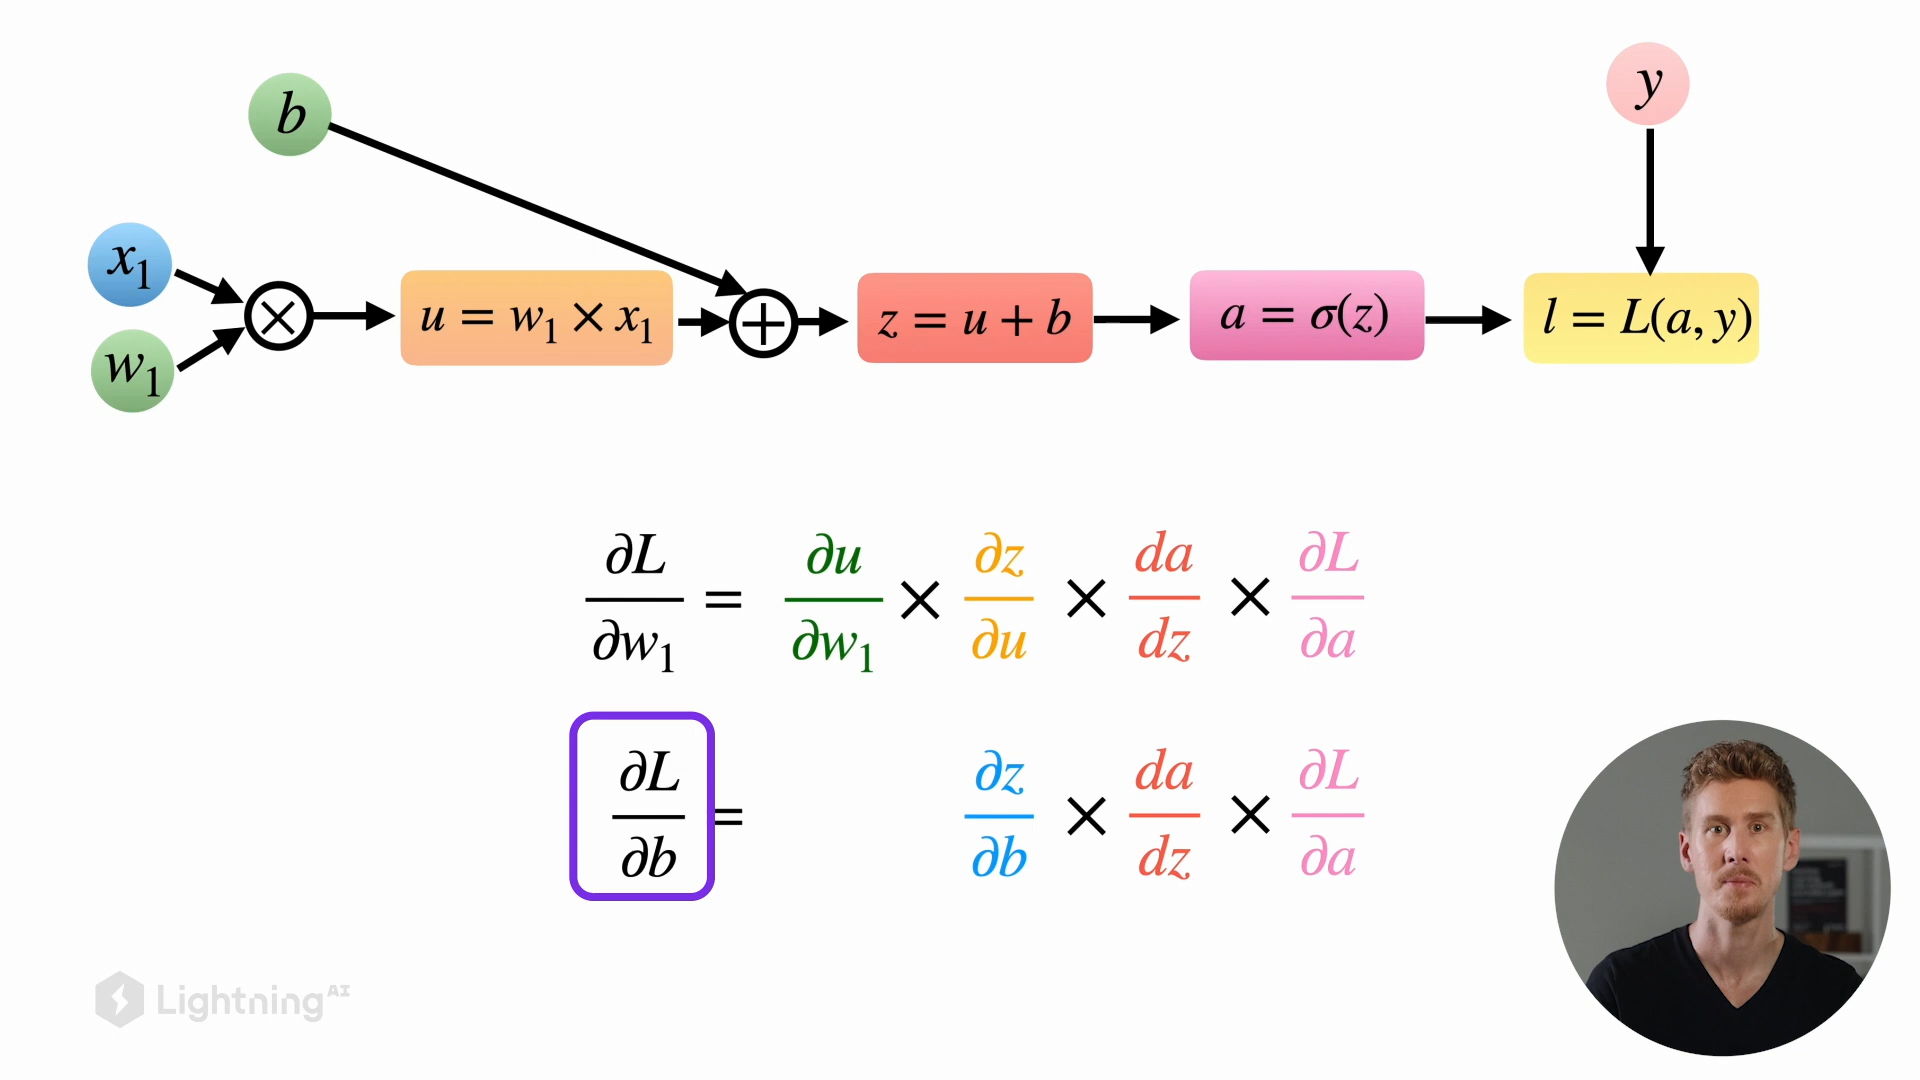 b
y
x₁
w₁
×
u = w₁ × x₁
+
z = u + b
a = σ(z)
l = L(a, y)
∂L/∂w₁ = ∂u/∂w₁ × ∂z/∂u × da/dz × ∂L/∂a
∂L/∂b = ∂z/∂b × da/dz × ∂L/∂a
Lightning AI